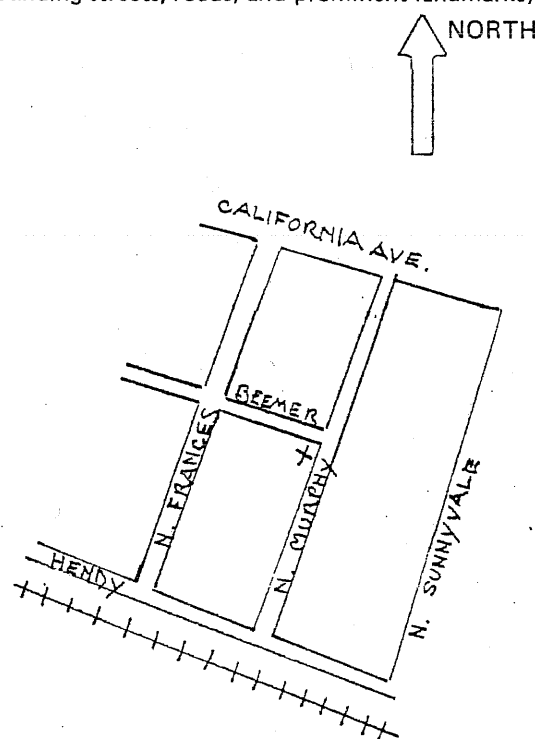 NORTH
CALIFORNIA AVE.
BEEMER
N. FRANCES
N. MURPHY
N. SUNNYVALE
HENDY